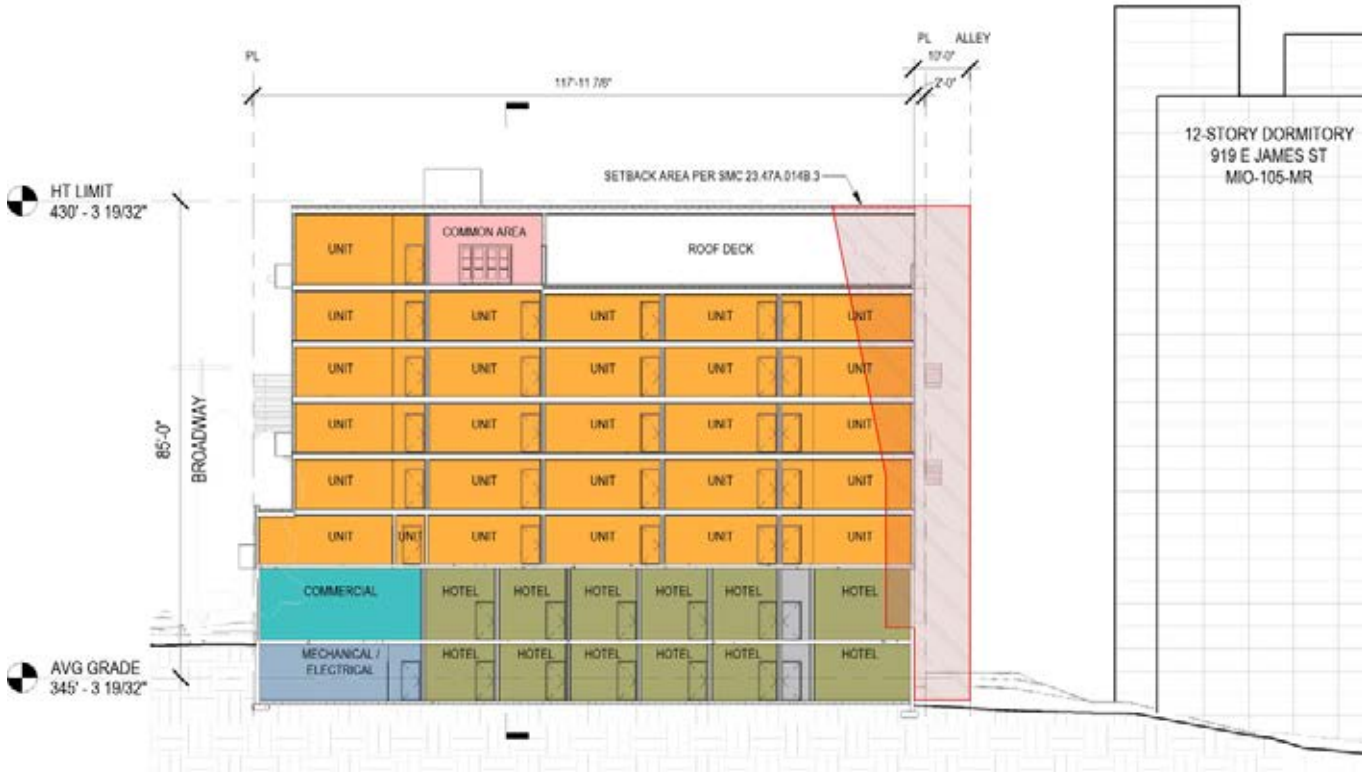 PL ALLEY
PL
10'-0"
117'-11 7/8"
2'-0"
12-STORY DORMITORY
919 E JAMES ST
MIO-105-MR
SETBACK AREA PER SMC 23.47A.014B.3
HT LIMIT
430' - 3 19/32"
UNIT
COMMON AREA
ROOF DECK
UNIT UNIT UNIT UNIT UNIT
UNIT UNIT UNIT UNIT UNIT
UNIT UNIT UNIT UNIT UNIT
85'-0"
BROADWAY
UNIT UNIT UNIT UNIT UNIT
UNIT UNIT UNIT UNIT UNIT UNIT
COMMERCIAL HOTEL HOTEL HOTEL HOTEL HOTEL HOTEL
MECHANICAL / HOTEL HOTEL HOTEL HOTEL HOTEL HOTEL
ELECTRICAL
AVG GRADE
345' - 3 19/32"